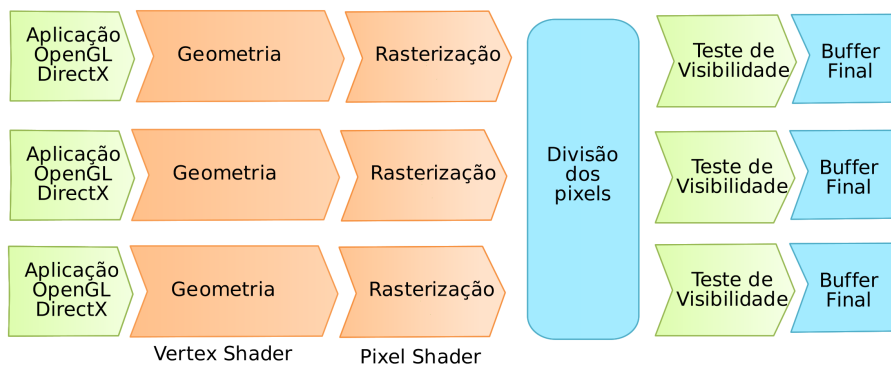 Aplicação
OpenGL
DirectX
Geometria
Rasterização
Teste de
Visibilidade
Buffer
Final
Aplicação
OpenGL
DirectX
Geometria
Rasterização
Divisão
dos
pixels
Teste de
Visibilidade
Buffer
Final
Aplicação
OpenGL
DirectX
Geometria
Rasterização
Teste de
Visibilidade
Buffer
Final
Vertex Shader
Pixel Shader